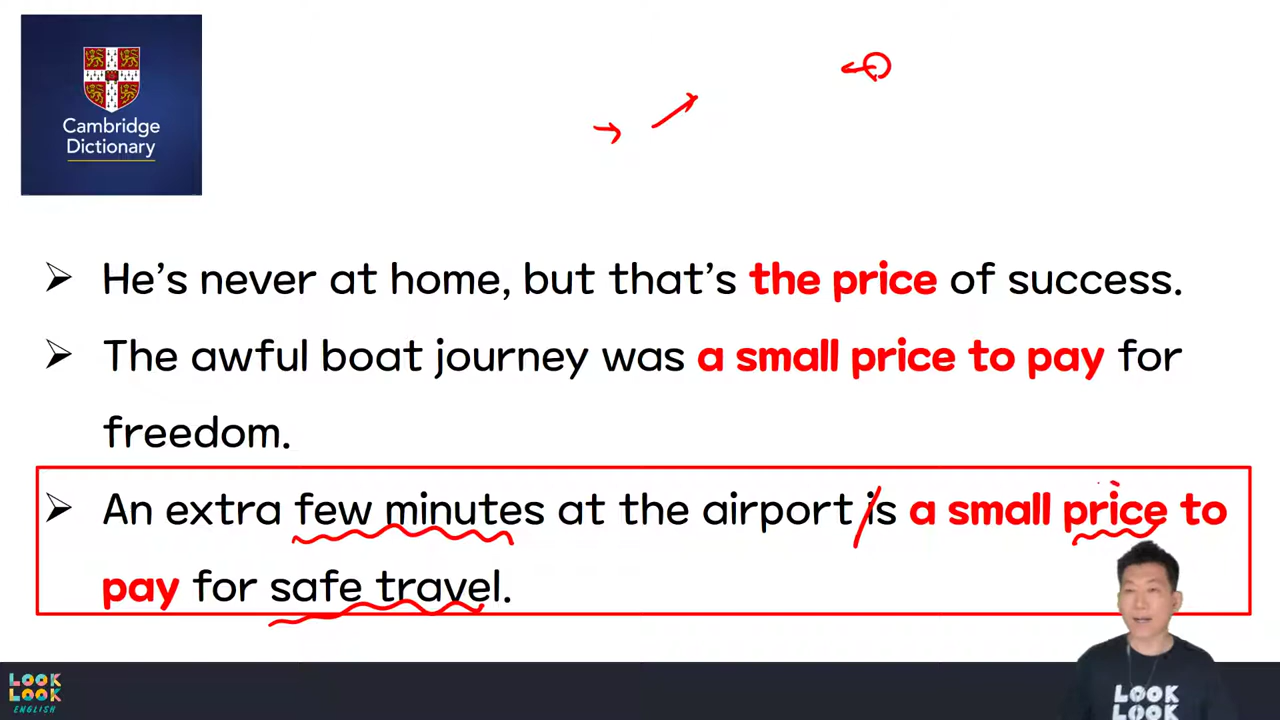 Cambridge
Dictionary
➢ He’s never at home, but that’s the price of success.
➢ The awful boat journey was a small price to pay for
freedom.
➢ An extra few minutes at the airport is a small price to
pay for safe travel.
LOOK
LOOK
ENGLISH
LOOK
LOOK